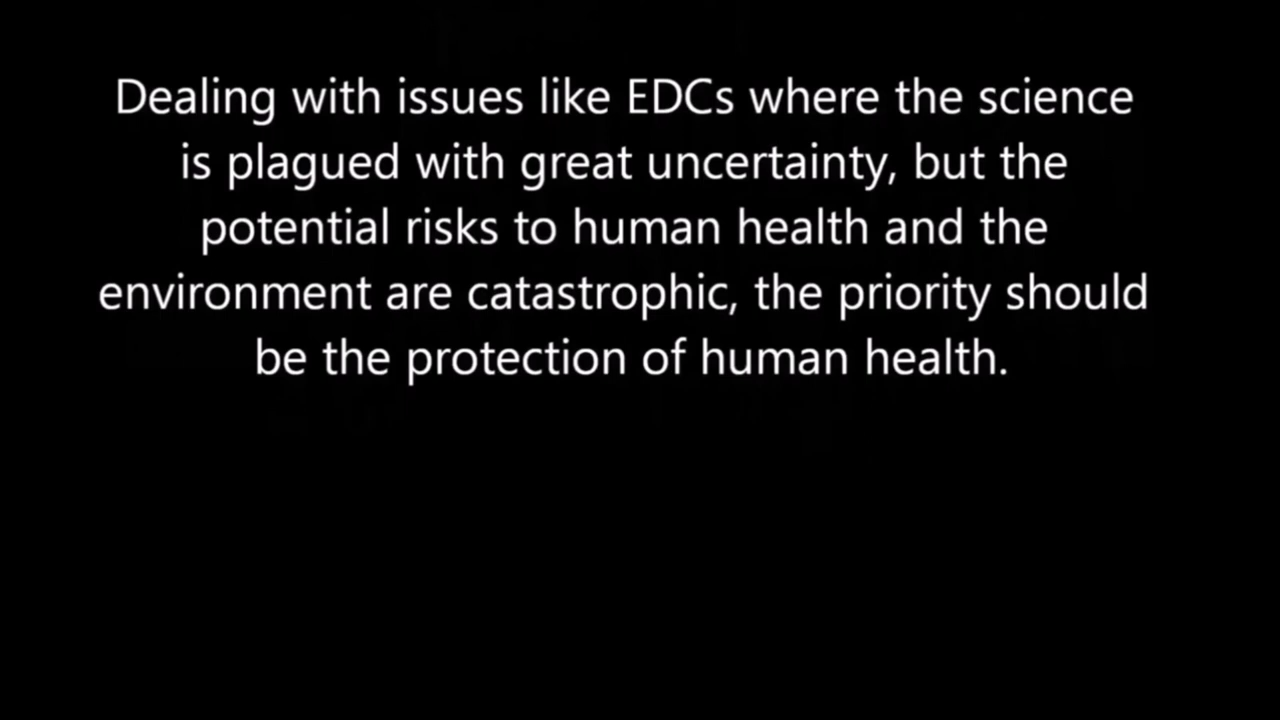 Dealing with issues like EDCs where the science
is plagued with great uncertainty, but the
potential risks to human health and the
environment are catastrophic, the priority should
be the protection of human health.